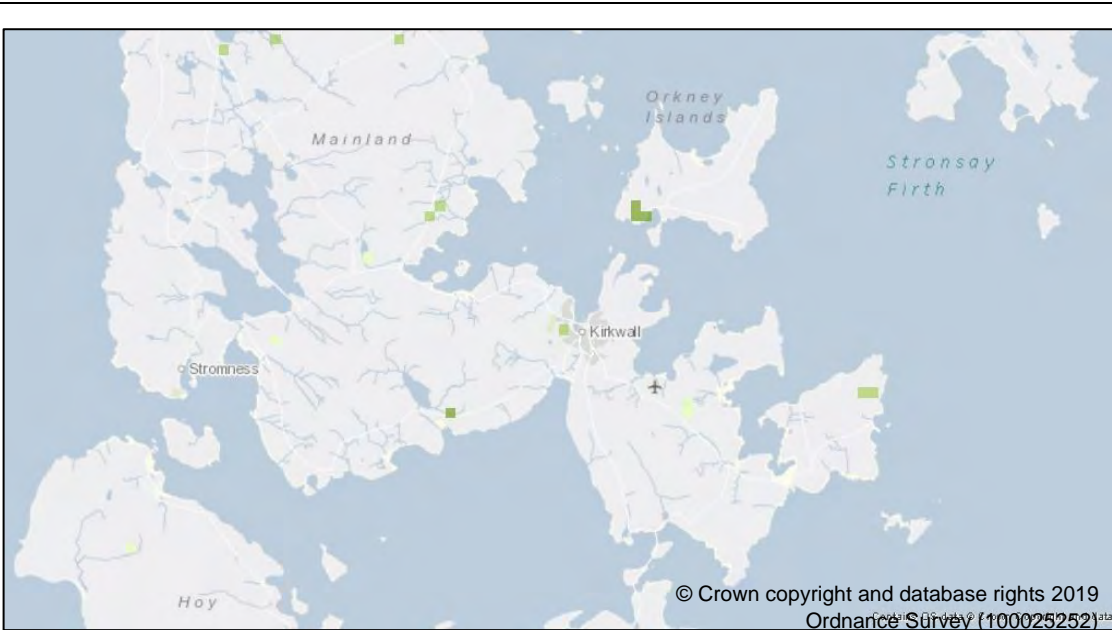 Orkney
Islands
Mainland
Stronsay
Firth
Kirkwall
Stromness
Hoy
© Crown copyright and database rights 2019
Ordnance Survey (100025252)